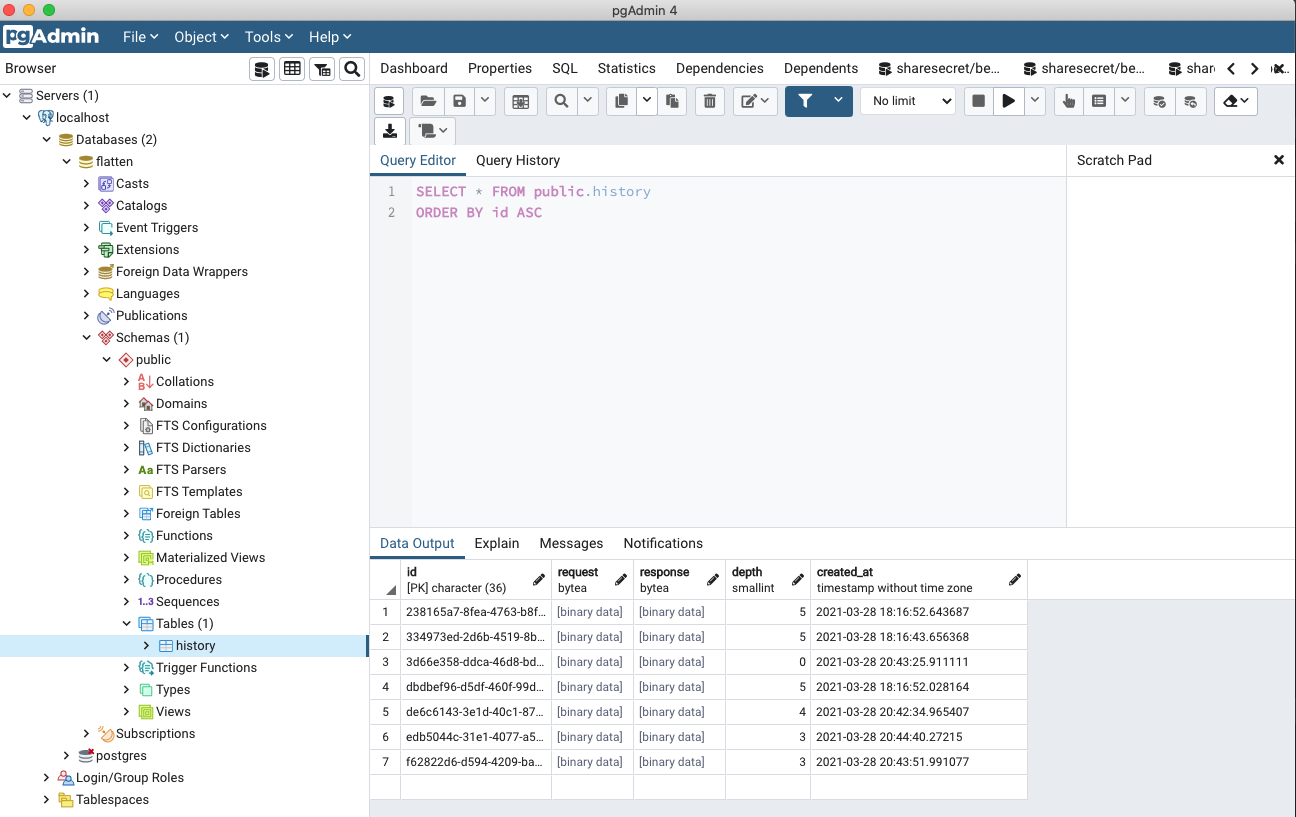 pgAdmin 4
pgAdmin
File
Object
Tools
Help
Browser
Servers (1)
localhost
Databases (2)
flatten
Casts
Catalogs
Event Triggers
Extensions
Foreign Data Wrappers
Languages
Publications
Schemas (1)
public
Collations
Domains
FTS Configurations
FTS Dictionaries
Aa FTS Parsers
FTS Templates
Foreign Tables
Functions
Materialized Views
Procedures
1..3 Sequences
Tables (1)
history
Trigger Functions
Types
Views
Subscriptions
postgres
Login/Group Roles
Tablespaces
Dashboard Properties SQL Statistics Dependencies Dependents sharesecret/be... sharesecret/be... shar
No limit
Query Editor Query History
Scratch Pad
1 SELECT * FROM public.history
2 ORDER BY id ASC
Data Output Explain Messages Notifications
id request response depth created_at
[PK] character (36) bytea bytea smallint timestamp without time zone
1 238165a7-8fea-4763-b8f... [binary data] [binary data] 5 2021-03-28 18:16:52.643687
2 334973ed-2d6b-4519-8b... [binary data] [binary data] 5 2021-03-28 18:16:43.656368
3 3d66e358-ddca-46d8-bd... [binary data] [binary data] 0 2021-03-28 20:43:25.911111
4 dbdbef96-d5df-460f-99d... [binary data] [binary data] 5 2021-03-28 18:16:52.028164
5 de6c6143-3e1d-40c1-87... [binary data] [binary data] 4 2021-03-28 20:42:34.965407
6 edb5044c-31e1-4077-a5... [binary data] [binary data] 3 2021-03-28 20:44:40.27215
7 f62822d6-d594-4209-ba... [binary data] [binary data] 3 2021-03-28 20:43:51.991077